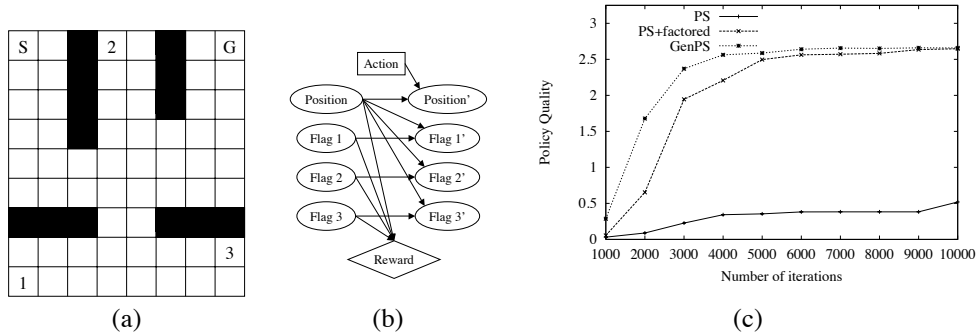 S 2 G
3
1
(a)
Action
Position Position'
Flag 1 Flag 1'
Flag 2 Flag 2'
Flag 3 Flag 3'
Reward
(b)
PS
PS+factored
GenPS
Policy Quality
3
2.5
2
1.5
1
0.5
0
1000 2000 3000 4000 5000 6000 7000 8000 9000 10000
Number of iterations
(c)